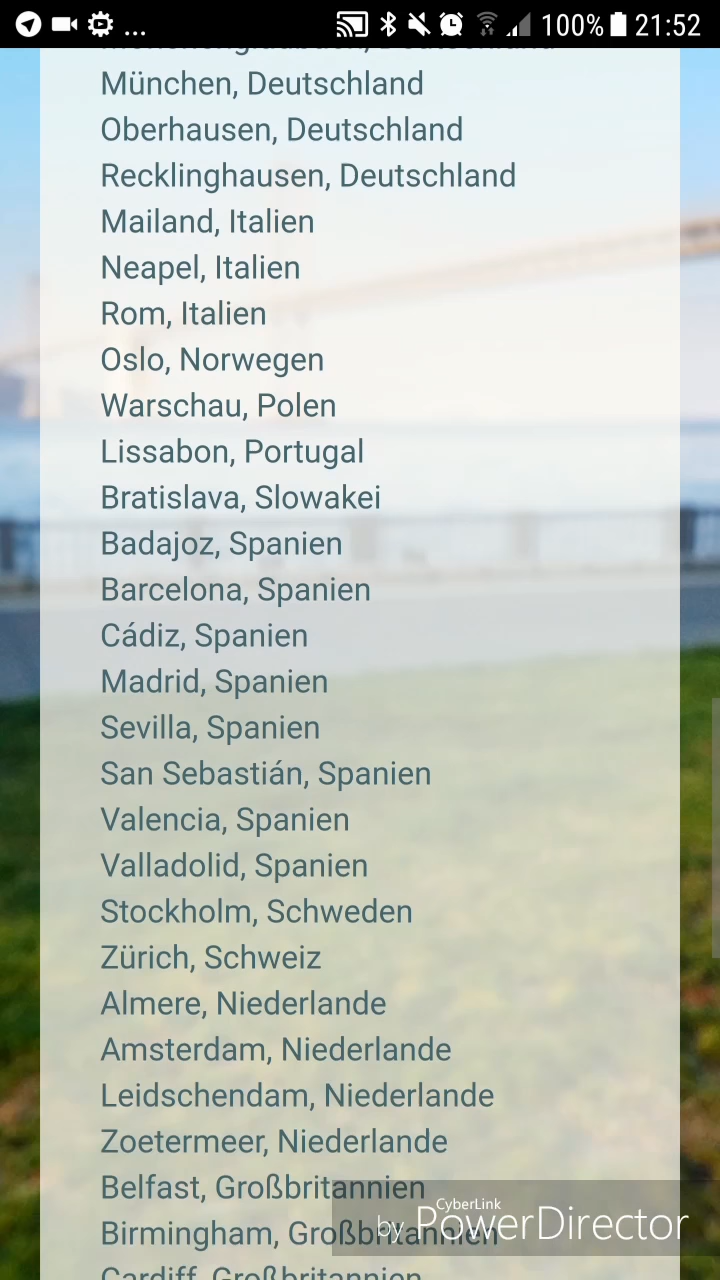 ... 100% 21:52
München, Deutschland
Oberhausen, Deutschland
Recklinghausen, Deutschland
Mailand, Italien
Neapel, Italien
Rom, Italien
Oslo, Norwegen
Warschau, Polen
Lissabon, Portugal
Bratislava, Slowakei
Badajoz, Spanien
Barcelona, Spanien
Cádiz, Spanien
Madrid, Spanien
Sevilla, Spanien
San Sebastián, Spanien
Valencia, Spanien
Valladolid, Spanien
Stockholm, Schweden
Zürich, Schweiz
Almere, Niederlande
Amsterdam, Niederlande
Leidschendam, Niederlande
Zoetermeer, Niederlande
Belfast, Großbritannien
Birmingham, Großbritannien
Cardiff, Großbritannien
CyberLink
by PowerDirector